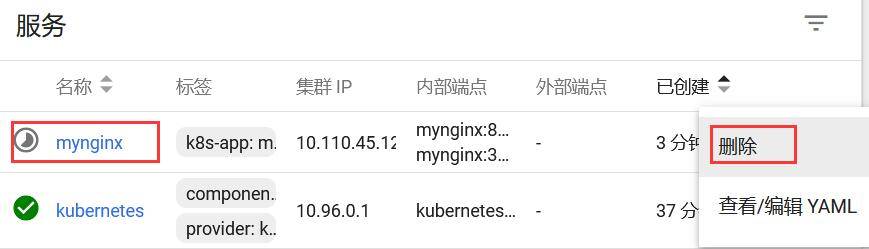 服务
名称 标签 集群 IP 内部端点 外部端点 已创建
mynginx k8s-app: m. 10.110.45.12 mynginx:8... - 3 分钟
mynginx:3...
删除
kubernetes componen.. 10.96.0.1 kubernetes... - 37 分
provider: k...
查看/编辑 YAML